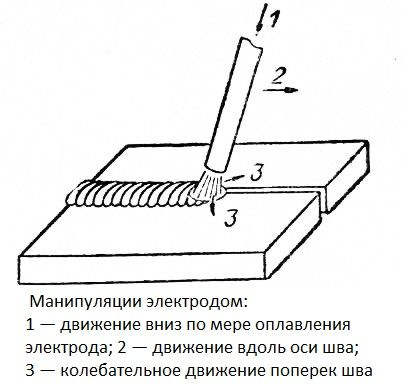 1
2
3
3
Манипуляции электродом:
1 — движение вниз по мере оплавления
электрода; 2 — движение вдоль оси шва;
3 — колебательное движение поперек шва